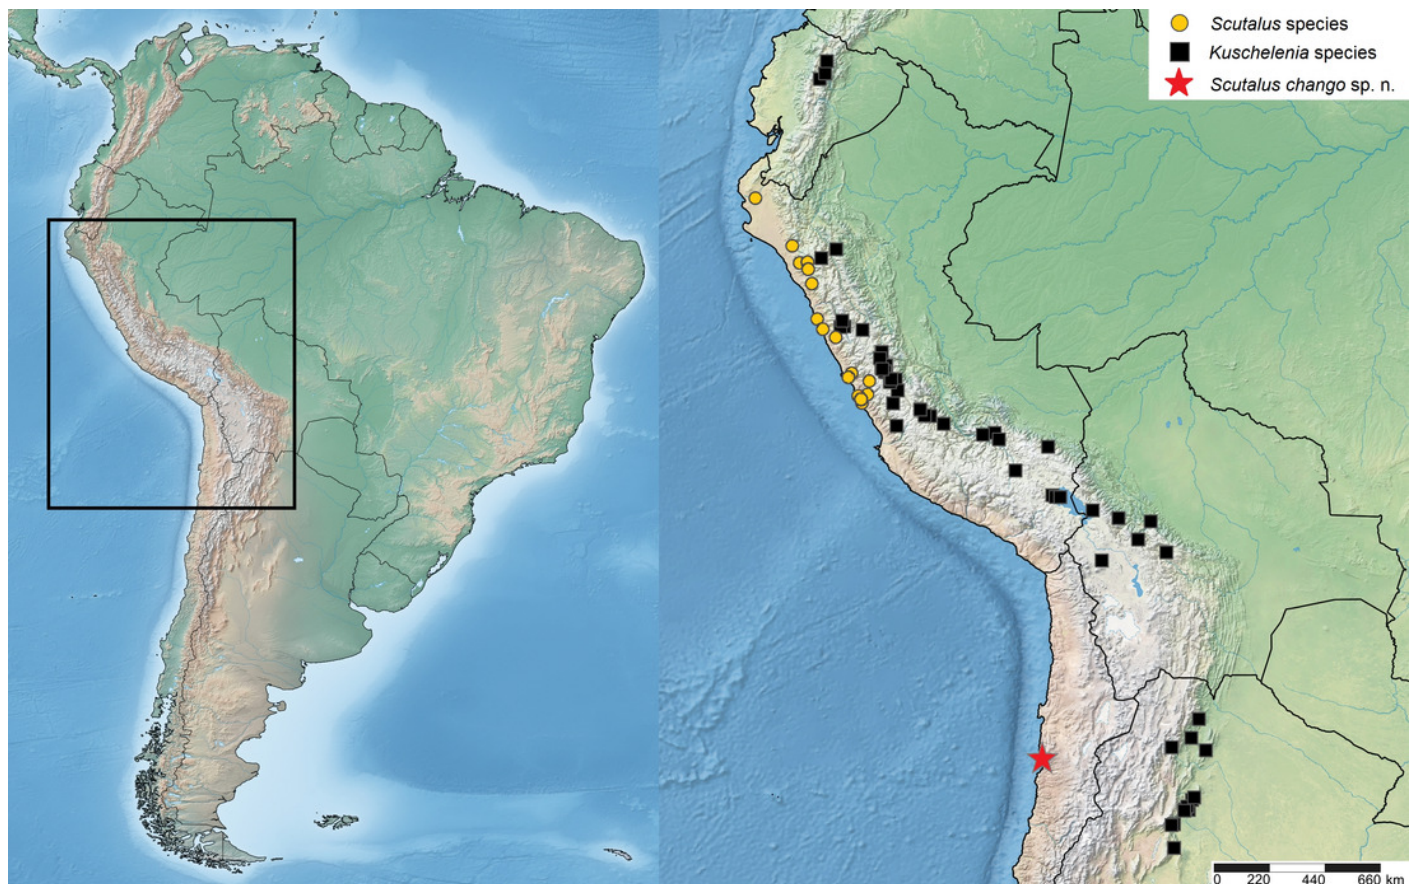 Scutalus species
Kuschelenia species
Scutalus chango sp. n.
0 220 440 660 km